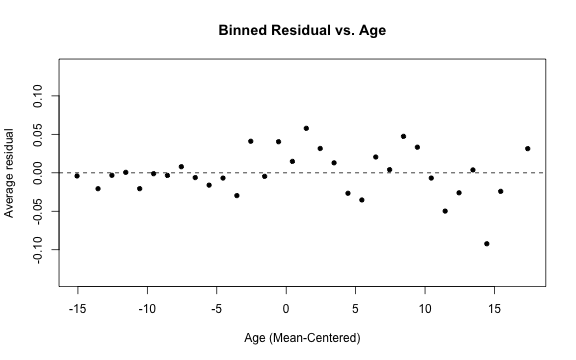 Binned Residual vs. Age
Average residual
0.10
0.05
0.00
-0.05
-0.10
-15 -10 -5 0 5 10 15
Age (Mean-Centered)